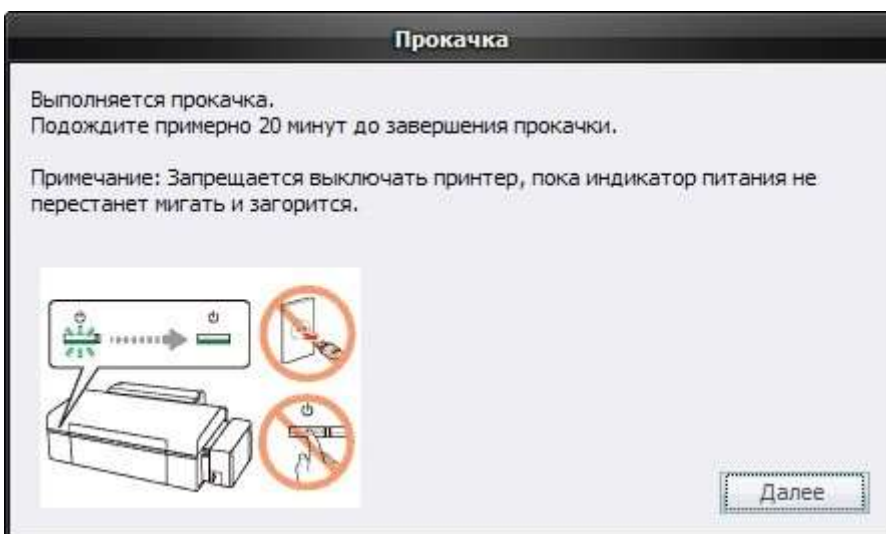 Прокачка
Выполняется прокачка.
Подождите примерно 20 минут до завершения прокачки.
Примечание: Запрещается выключать принтер, пока индикатор питания не
перестанет мигать и загорится.
Далее